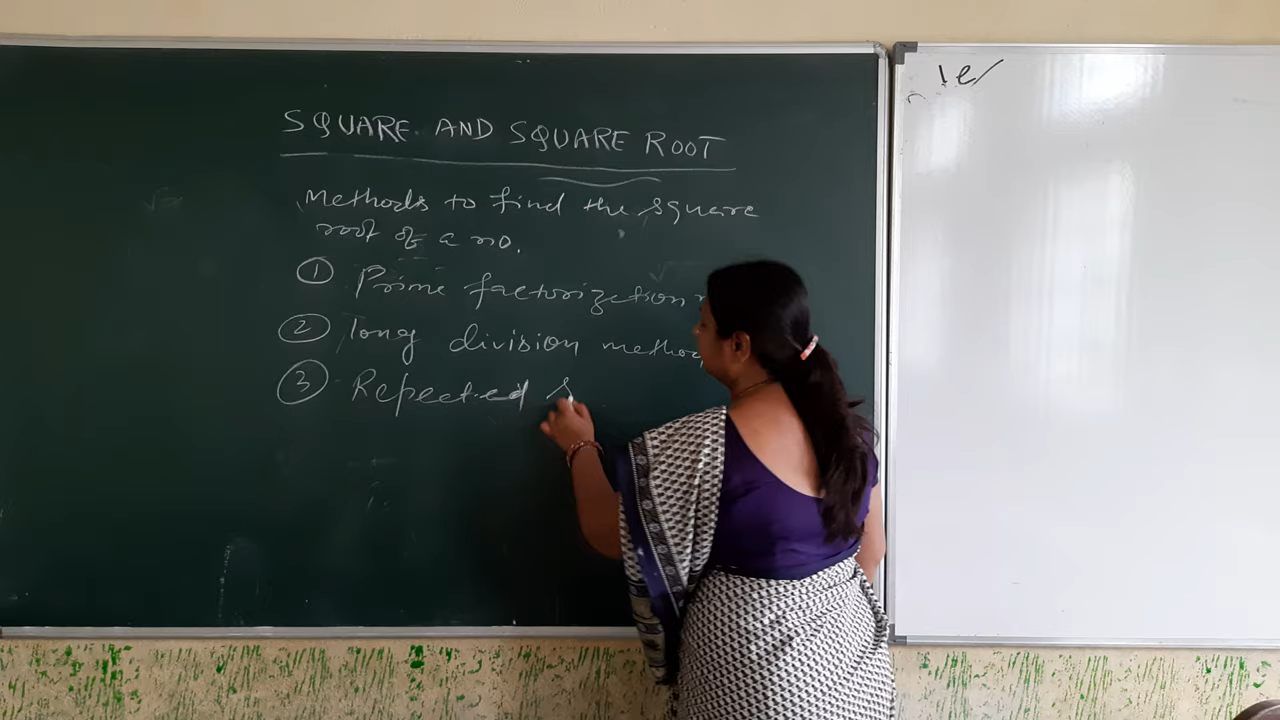 SQUARE AND SQUARE ROOT
Methods to find the square
root of a no.
① Prime factorization
② long division method
③ Repeated s